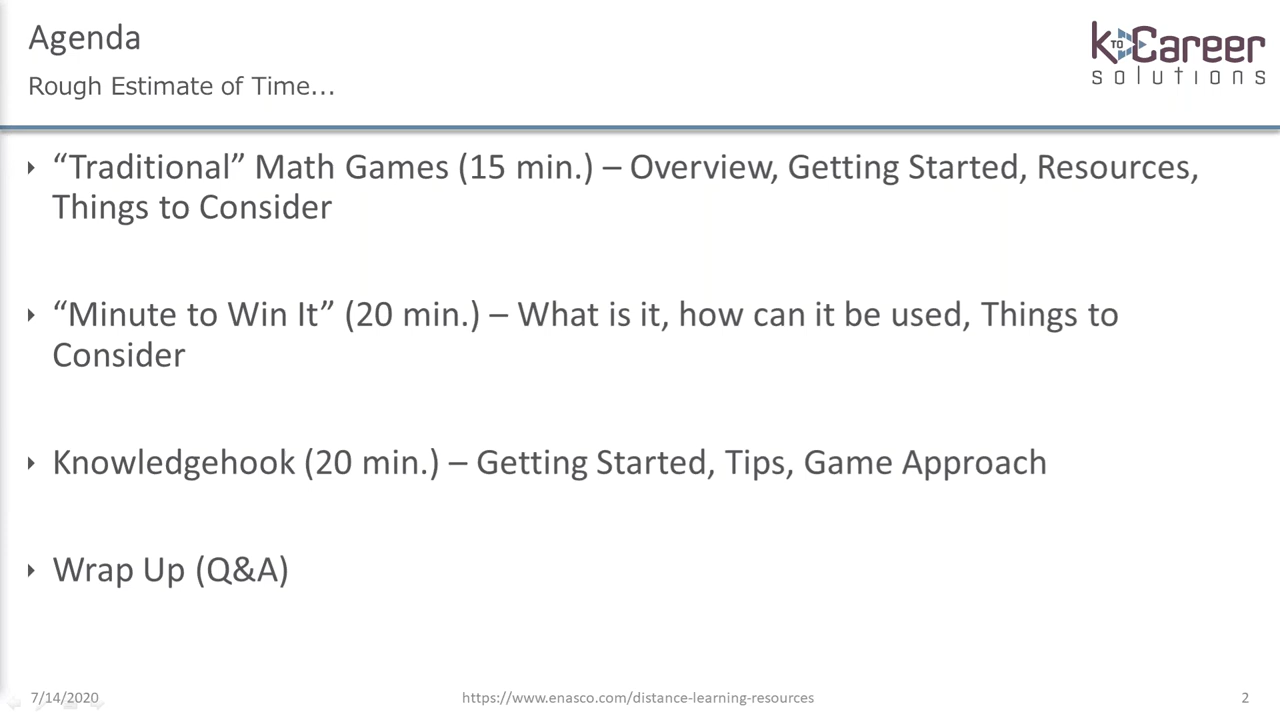 Agenda
Rough Estimate of Time...
K TO Career
solutions
“Traditional” Math Games (15 min.) – Overview, Getting Started, Resources,
Things to Consider
“Minute to Win It” (20 min.) – What is it, how can it be used, Things to
Consider
Knowledgehook (20 min.) – Getting Started, Tips, Game Approach
Wrap Up (Q&A)
7/14/2020
https://www.enasco.com/distance-learning-resources
2